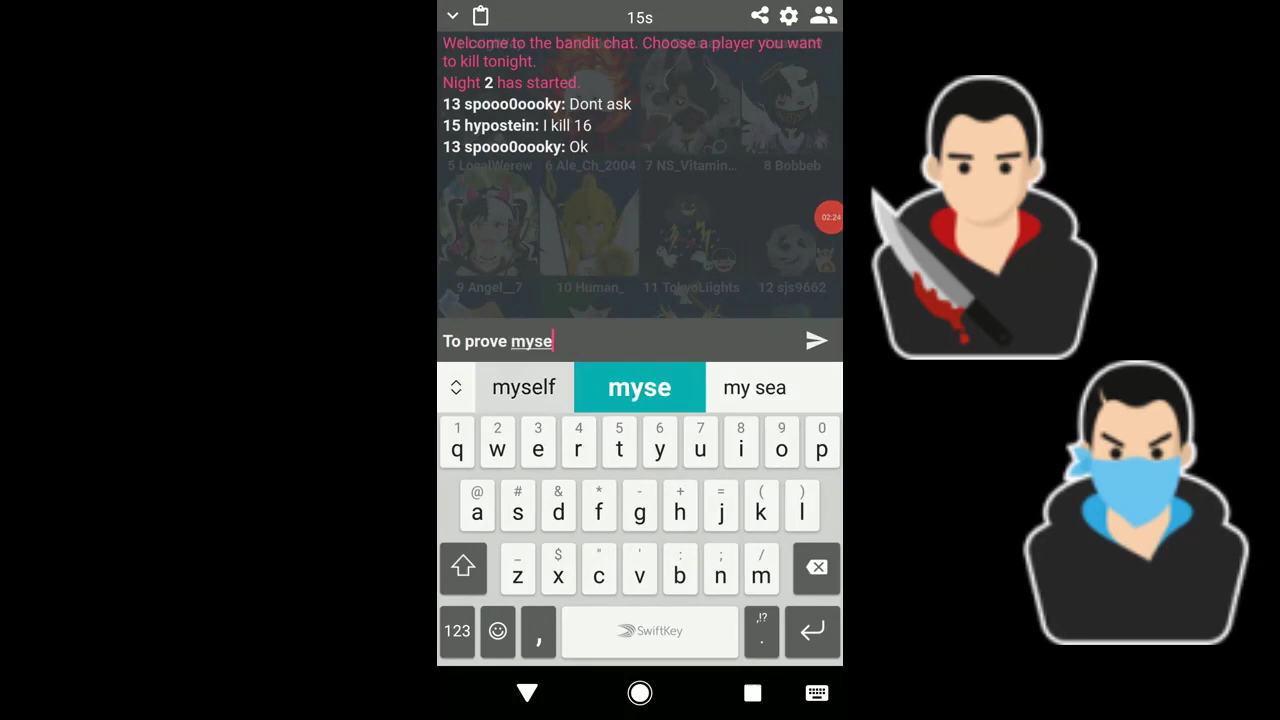 15s
Welcome to the bandit chat. Choose a player you want
to kill tonight.
Night 2 has started.
13 spooo0oooky: Dont ask
15 hypostein: I kill 16
13 spooo0oooky: Ok
5 LocalWerew 6 Ale_Ch_2004 7 NS_Vitamin... 8 Bobbeb
02:24
9 Angel__7 10 Human_ 11 TokyoLiights 12 sjs9662
To prove myse
myself myse my sea
1 2 3 4 5 6 7 8 9 0
q w e r t y u i o p
@ # & * - + = ( )
a s d f g h j k l
_ $ " ' : ; /
z x c v b n m
123 , SwiftKey ,!? .